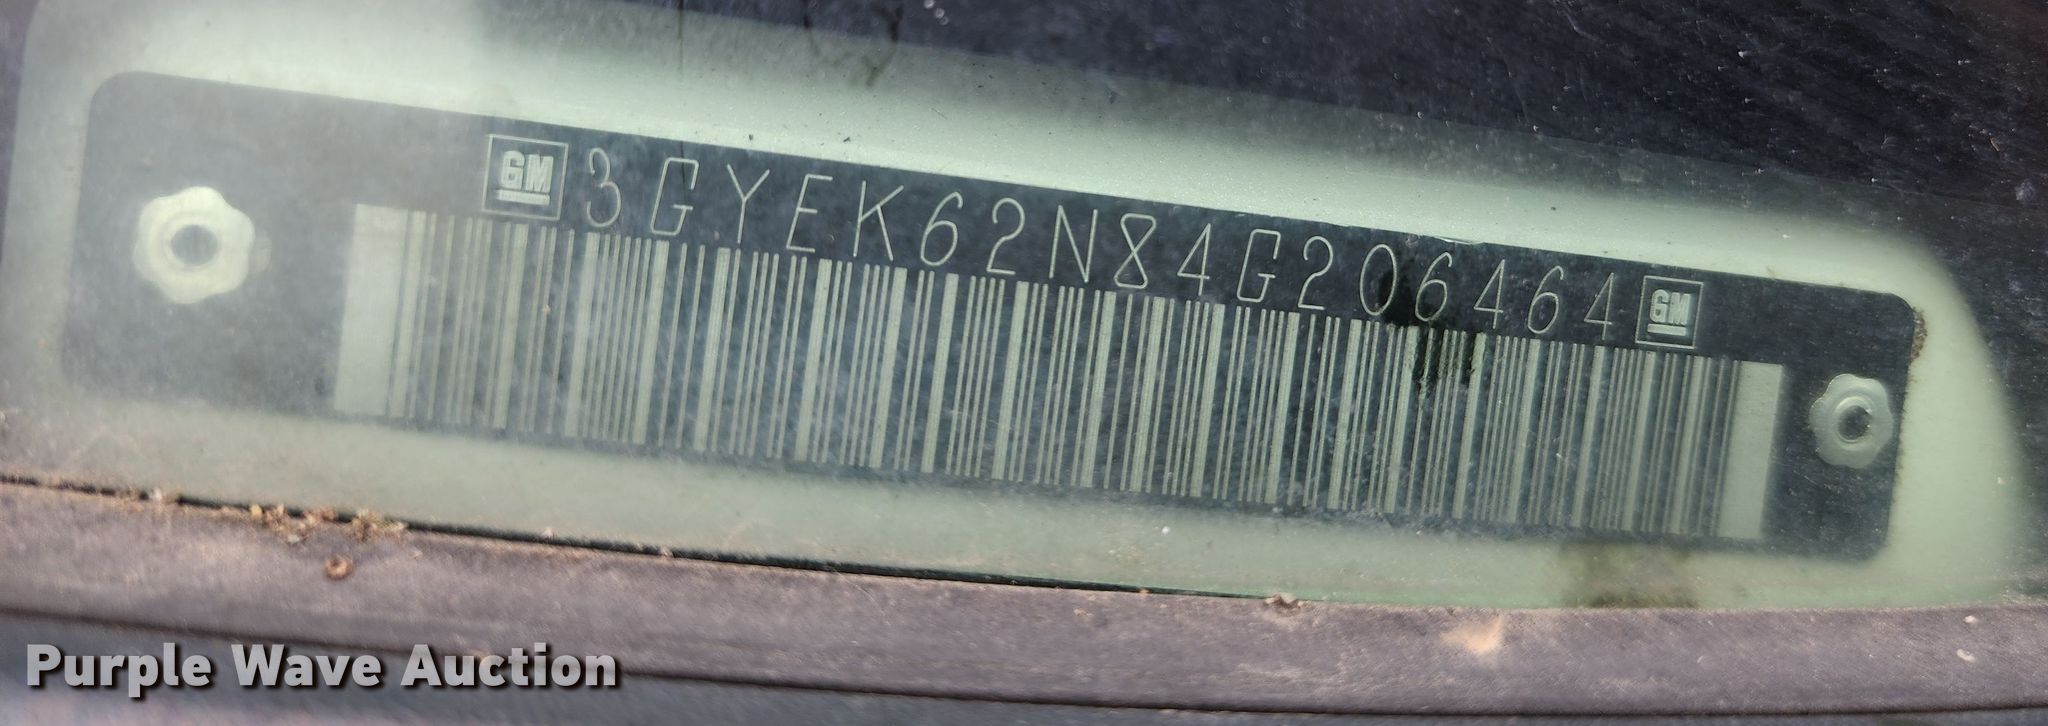 GM 3GYEK62N84G206464 GM
Purple Wave Auction